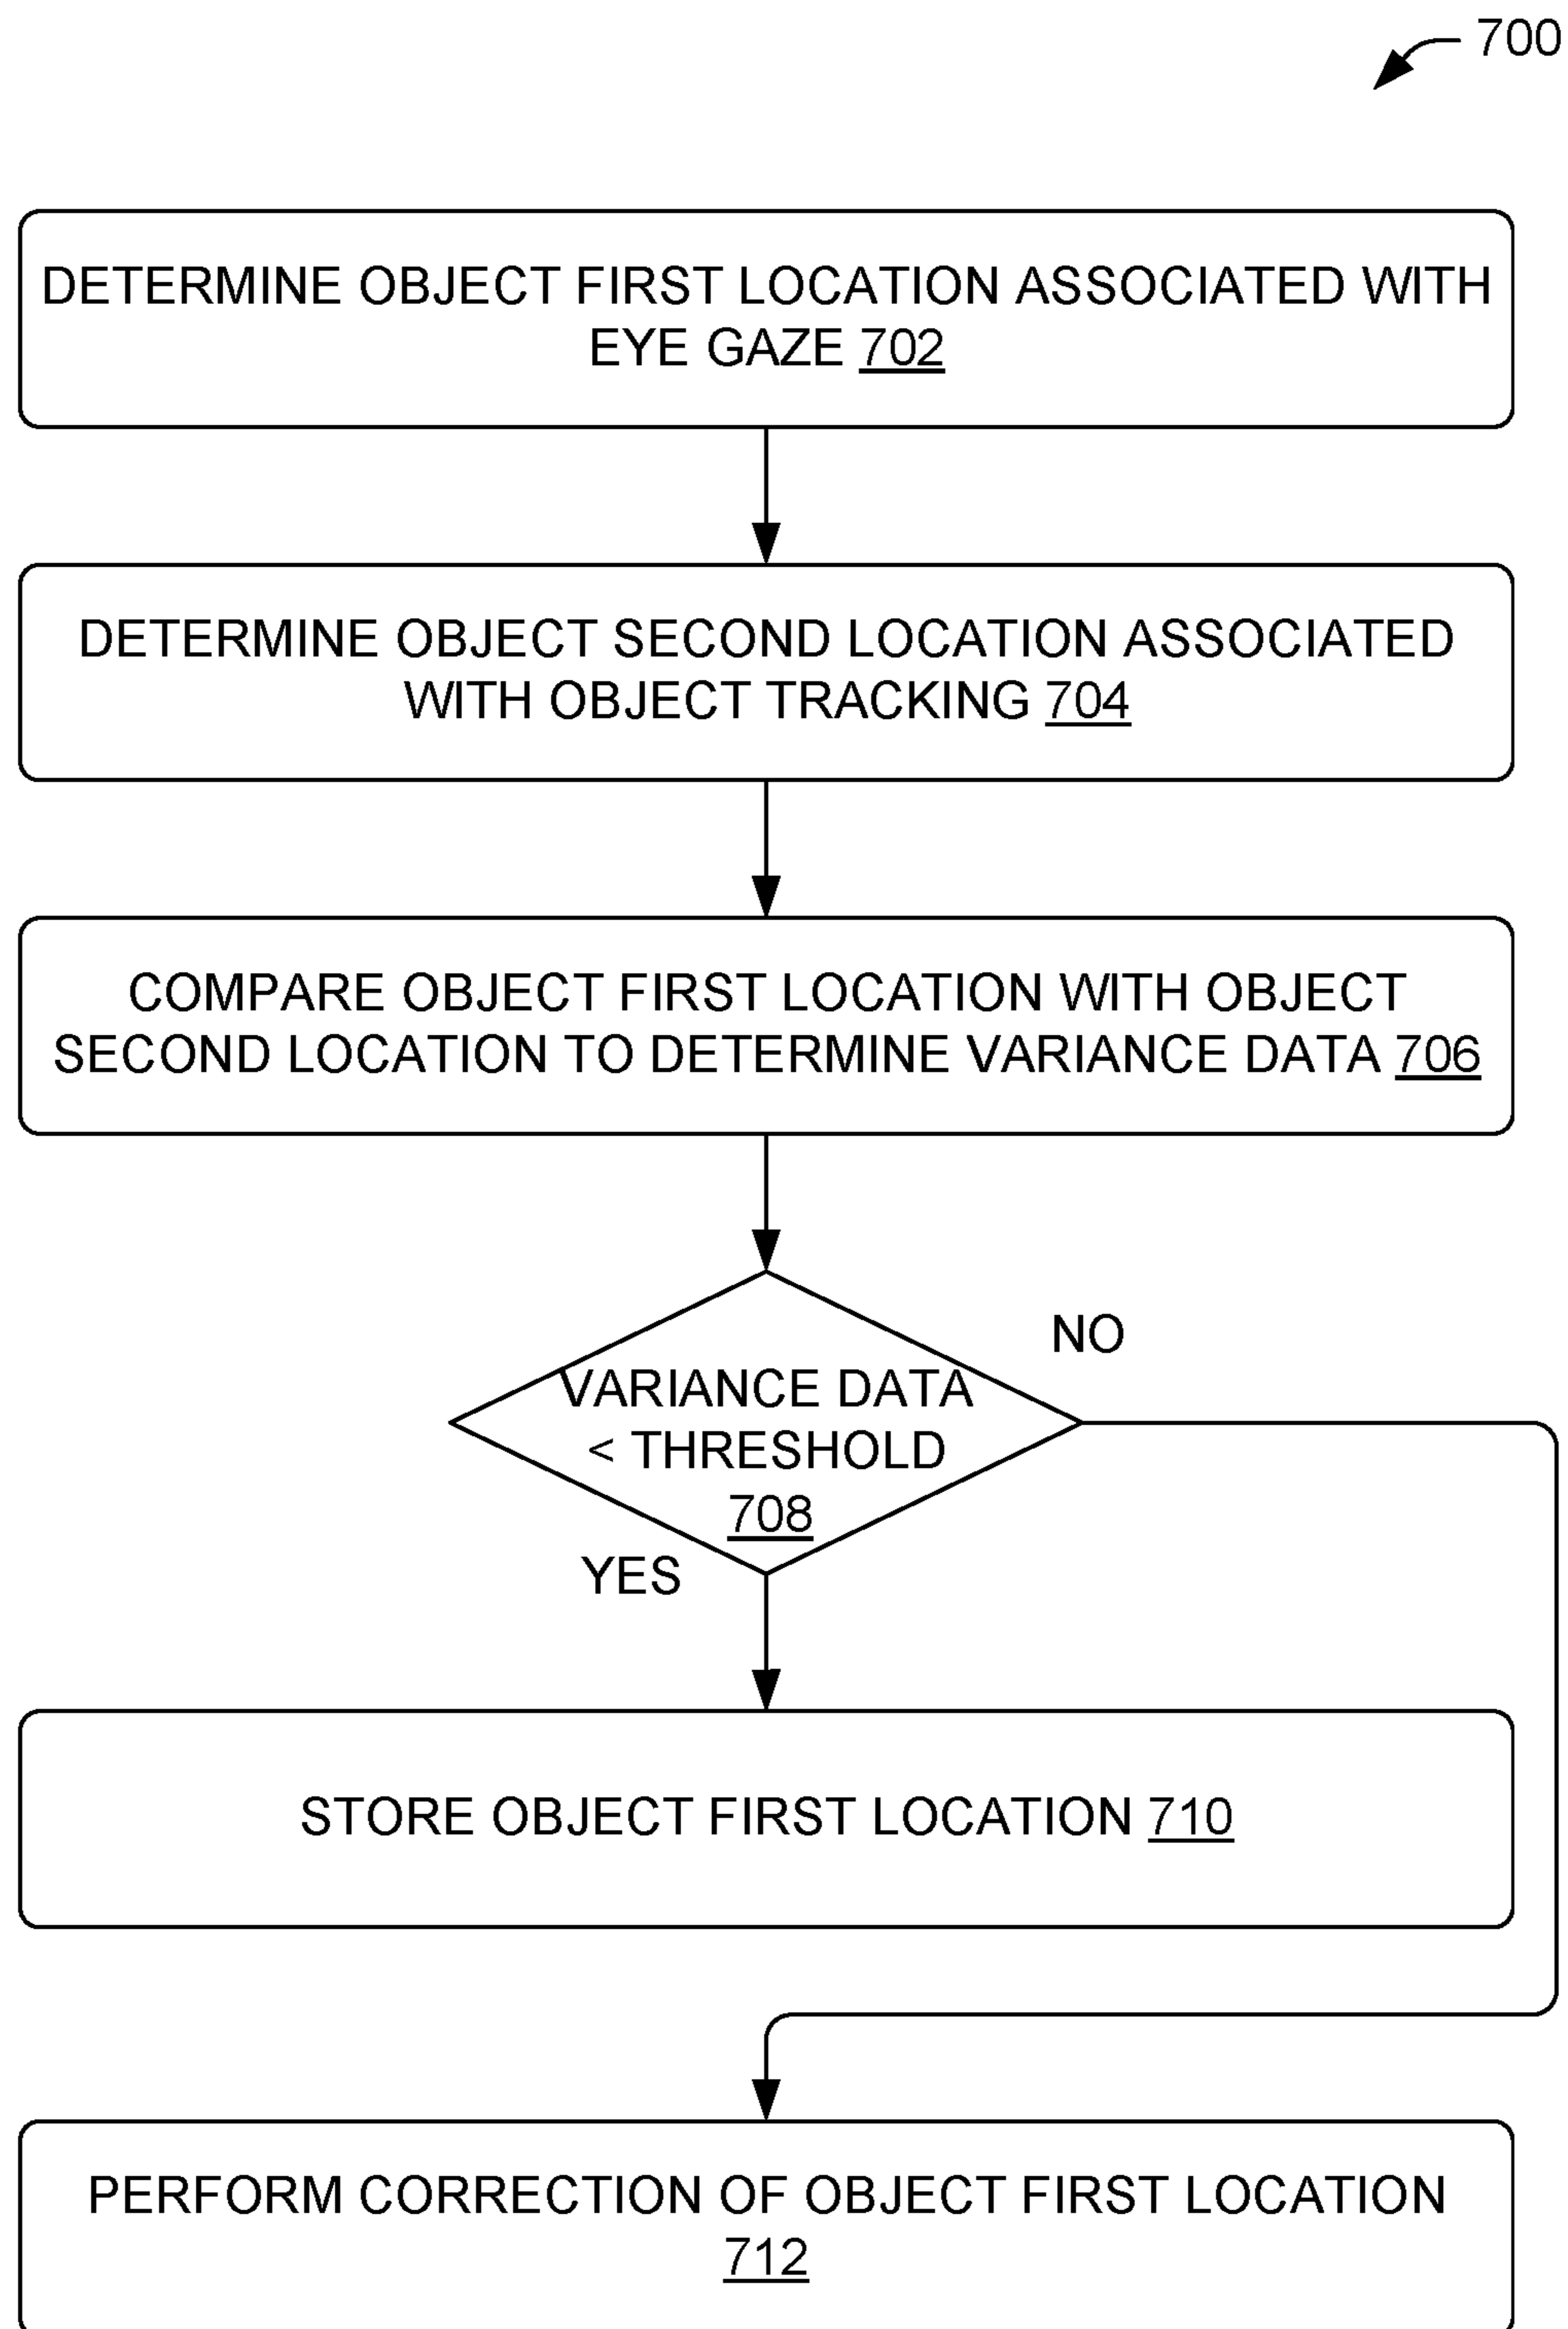 700
DETERMINE OBJECT FIRST LOCATION ASSOCIATED WITH
EYE GAZE 702
DETERMINE OBJECT SECOND LOCATION ASSOCIATED
WITH OBJECT TRACKING 704
COMPARE OBJECT FIRST LOCATION WITH OBJECT
SECOND LOCATION TO DETERMINE VARIANCE DATA 706
NO
VARIANCE DATA
< THRESHOLD
708
YES
STORE OBJECT FIRST LOCATION 710
PERFORM CORRECTION OF OBJECT FIRST LOCATION
712